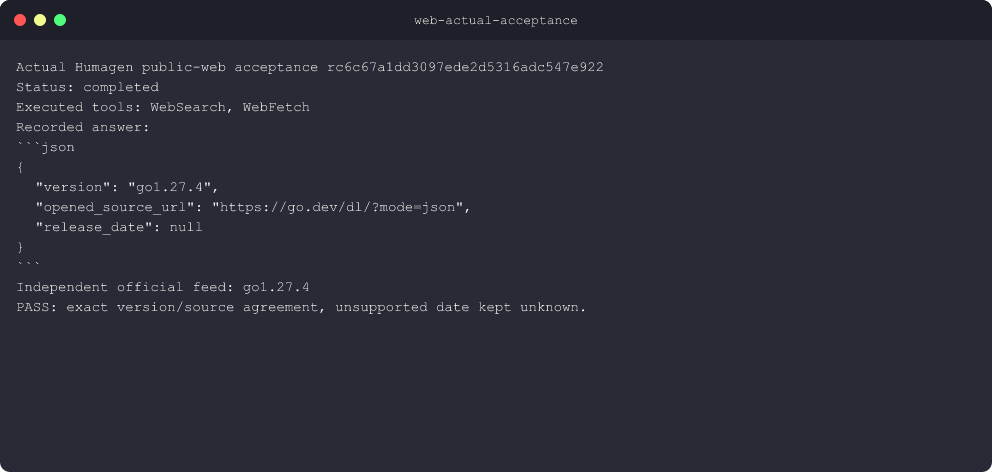 web-actual-acceptance
Actual Humagen public-web acceptance rc6c67a1dd3097ede2d5316adc547e922
Status: completed
Executed tools: WebSearch, WebFetch
Recorded answer:
```json
{
  "version": "go1.27.4",
  "opened_source_url": "https://go.dev/dl/?mode=json",
  "release_date": null
}
```
Independent official feed: go1.27.4
PASS: exact version/source agreement, unsupported date kept unknown.